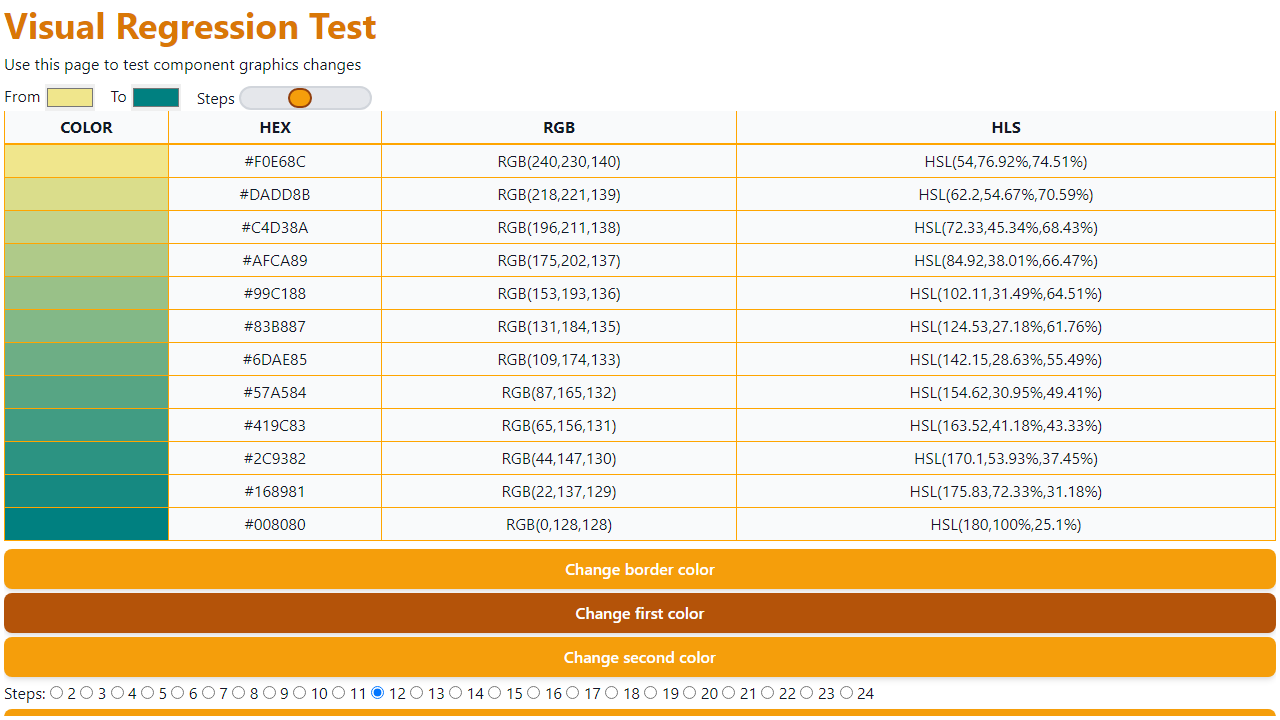 Visual Regression Test
Use this page to test component graphics changes
From To Steps
COLOR HEX RGB HLS
#F0E68C RGB(240,230,140) HSL(54,76.92%,74.51%)
#DADD8B RGB(218,221,139) HSL(62.2,54.67%,70.59%)
#C4D38A RGB(196,211,138) HSL(72.33,45.34%,68.43%)
#AFCA89 RGB(175,202,137) HSL(84.92,38.01%,66.47%)
#99C188 RGB(153,193,136) HSL(102.11,31.49%,64.51%)
#83B887 RGB(131,184,135) HSL(124.53,27.18%,61.76%)
#6DAE85 RGB(109,174,133) HSL(142.15,28.63%,55.49%)
#57A584 RGB(87,165,132) HSL(154.62,30.95%,49.41%)
#419C83 RGB(65,156,131) HSL(163.52,41.18%,43.33%)
#2C9382 RGB(44,147,130) HSL(170.1,53.93%,37.45%)
#168981 RGB(22,137,129) HSL(175.83,72.33%,31.18%)
#008080 RGB(0,128,128) HSL(180,100%,25.1%)
Change border color
Change first color
Change second color
Steps: 2 3 4 5 6 7 8 9 10 11 12 13 14 15 16 17 18 19 20 21 22 23 24